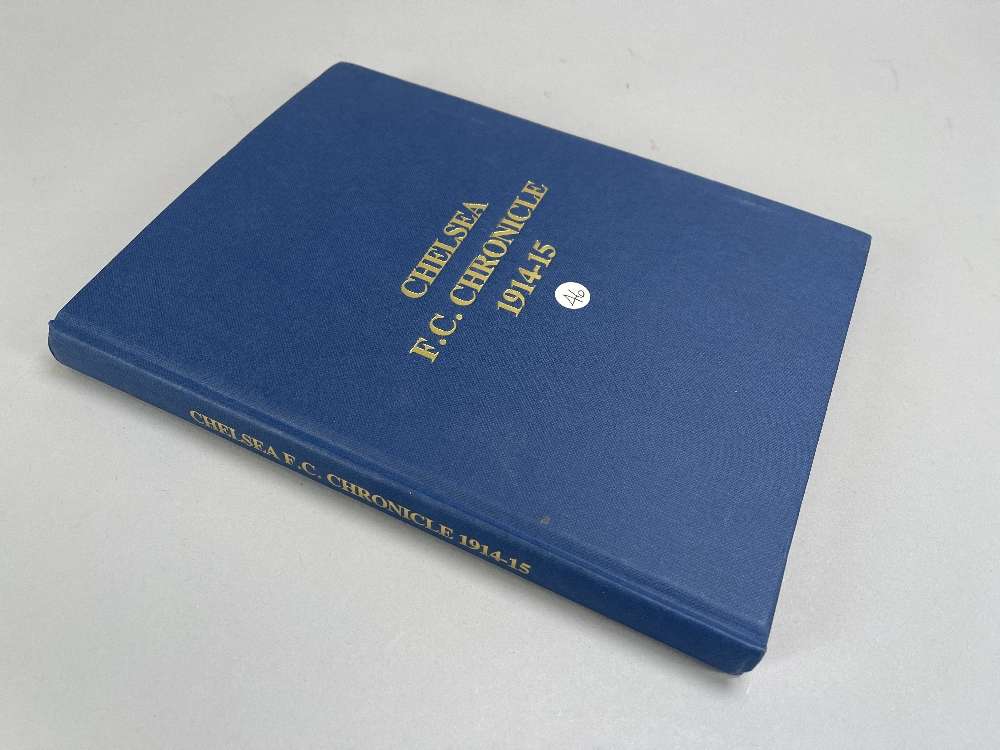 CHELSEA
F.C. CHRONICLE
1914-15
46
CHELSEA F.C. CHRONICLE 1914-15